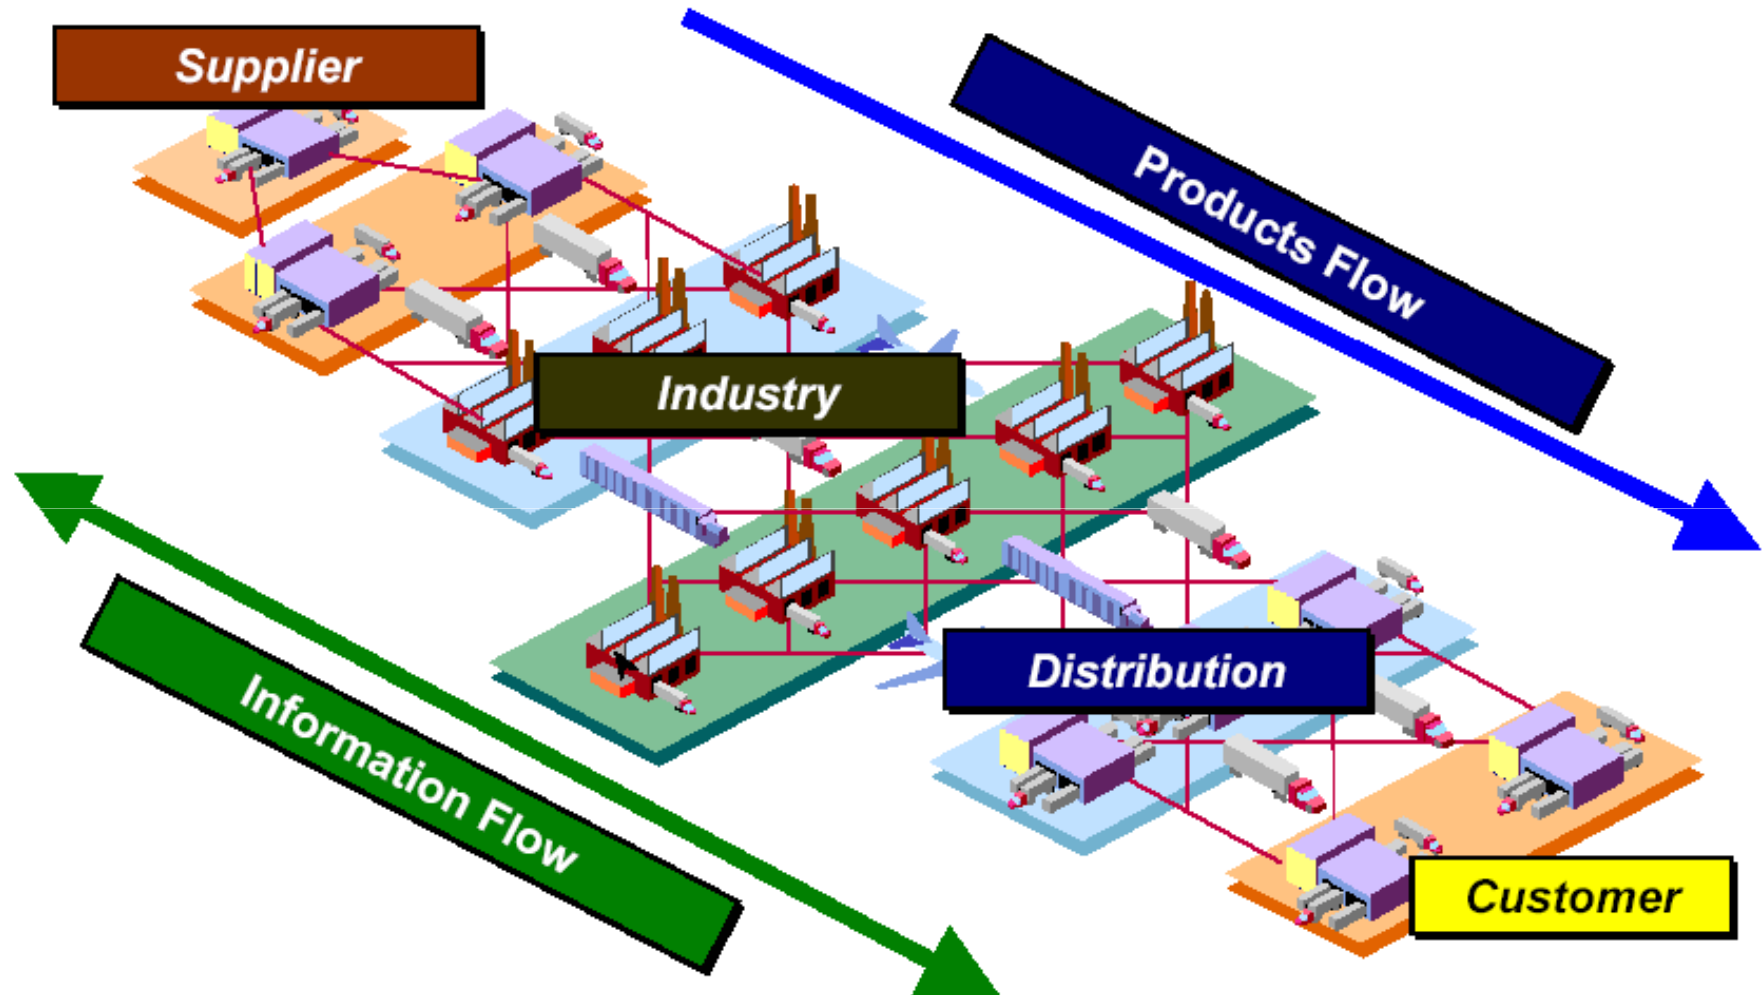 Supplier
Products Flow
Industry
Distribution
Information Flow
Customer